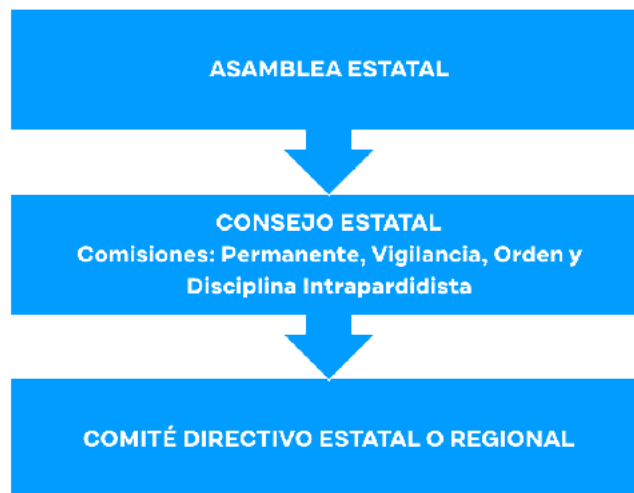 ASAMBLEA ESTATAL
CONSEJO ESTATAL
Comisiones: Permanente, Vigilancia, Orden y
Disciplina Intrapardidista
COMITÉ DIRECTIVO ESTATAL O REGIONAL